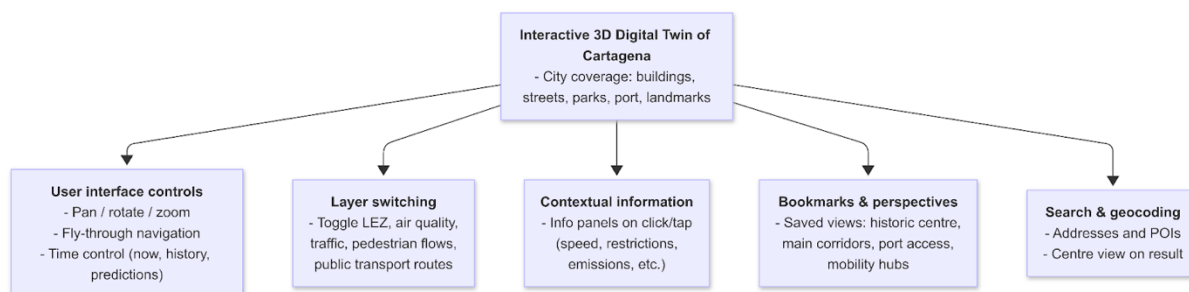 Interactive 3D Digital Twin of
Cartagena
- City coverage: buildings,
streets, parks, port, landmarks
User interface controls
- Pan / rotate / zoom
- Fly-through navigation
- Time control (now, history,
predictions)
Layer switching
- Toggle LEZ, air quality,
traffic, pedestrian flows,
public transport routes
Contextual information
- Info panels on click/tap
(speed, restrictions,
emissions, etc.)
Bookmarks & perspectives
- Saved views: historic centre,
main corridors, port access,
mobility hubs
Search & geocoding
- Addresses and POIs
- Centre view on result